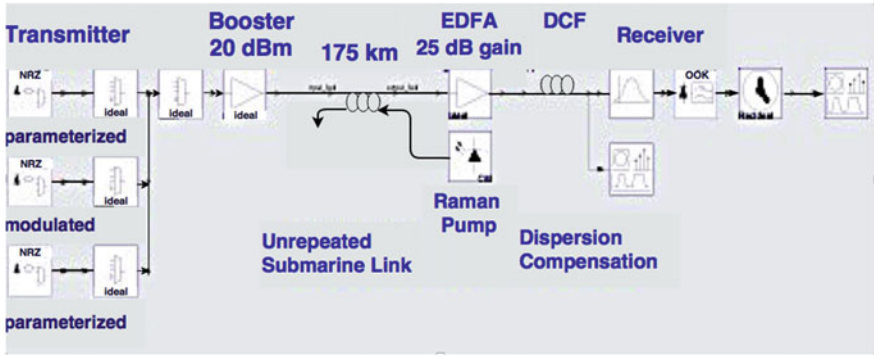 Transmitter
Booster
20 dBm
175 km
EDFA
25 dB gain
DCF
Receiver
NRZ
ideal
ideal
ideal
OOK
parameterized
NRZ
ideal
modulated
NRZ
ideal
parameterized
Raman
Pump
CW
Unrepeated
Submarine Link
Dispersion
Compensation